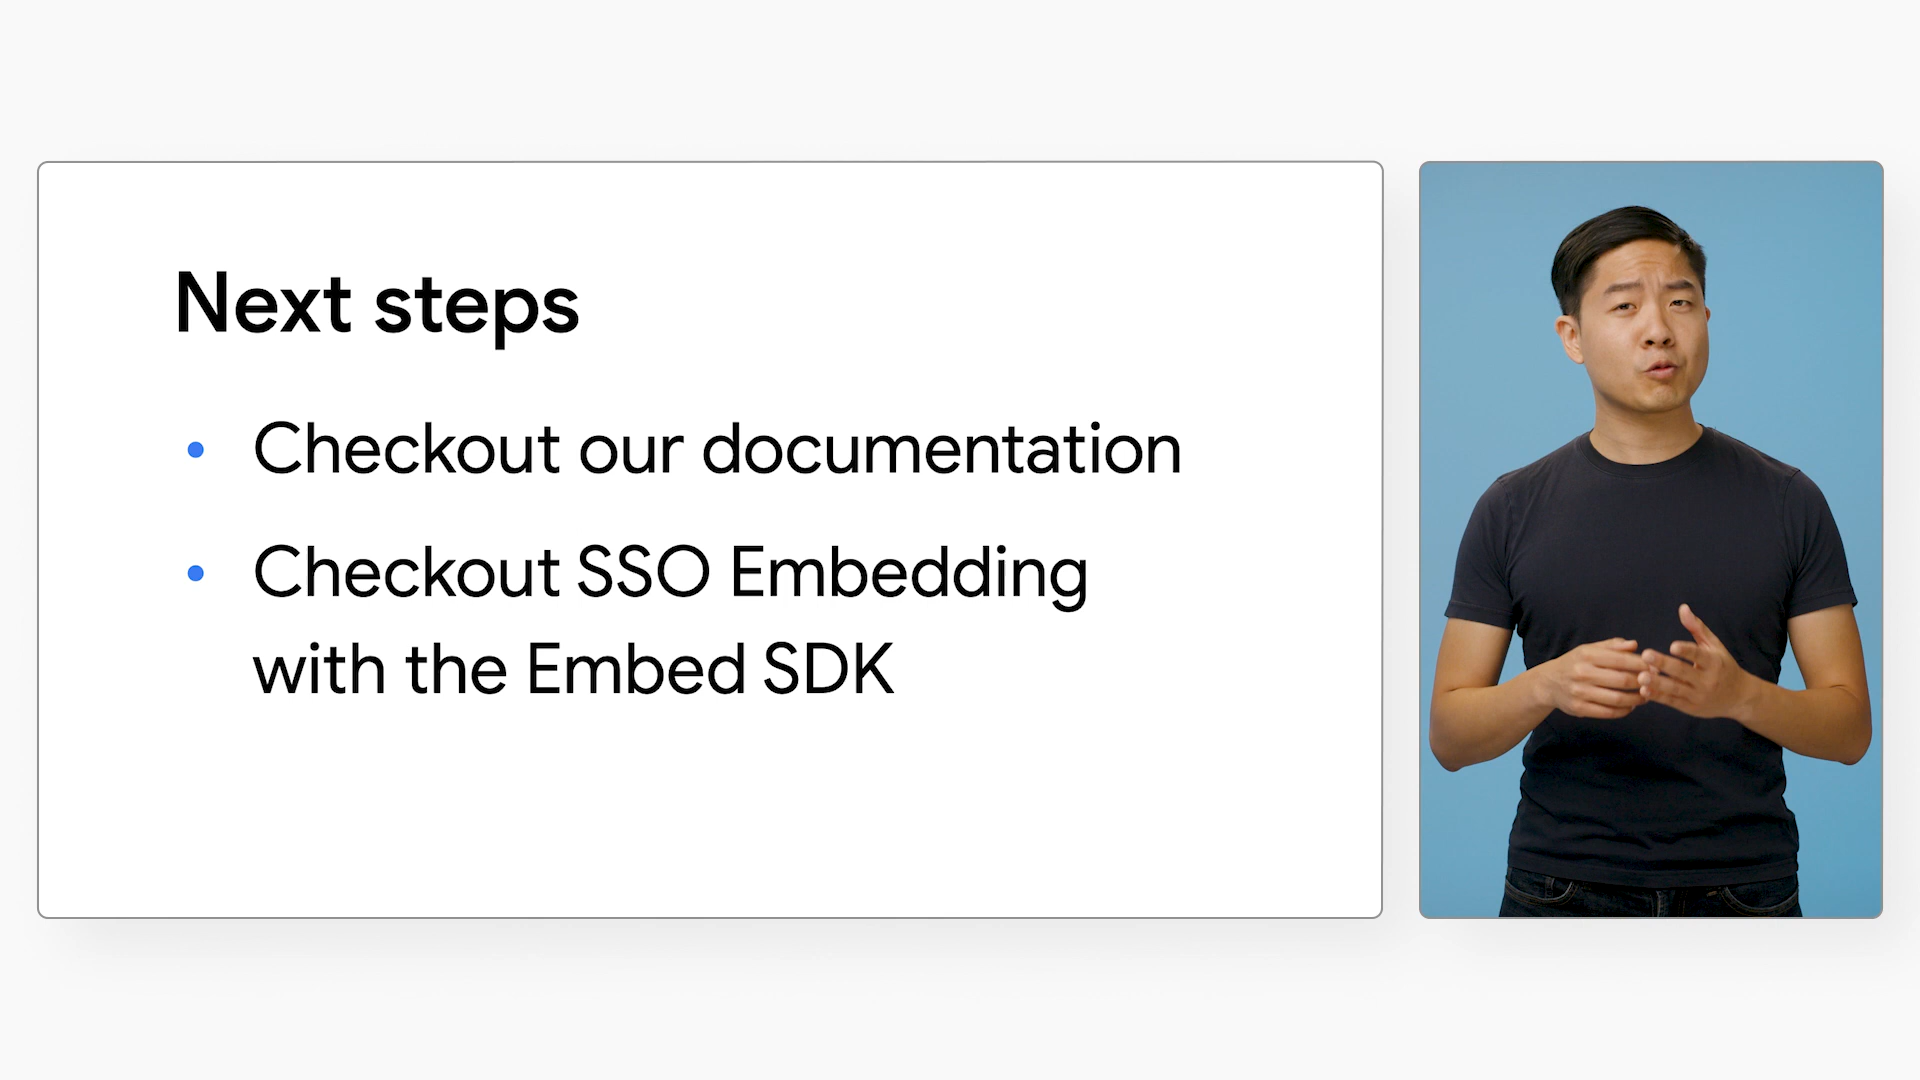 Next steps
Checkout our documentation
Checkout SSO Embedding
with the Embed SDK